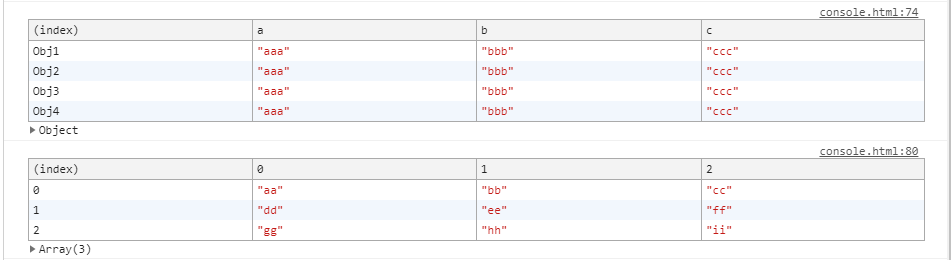 console.html:74
(index) a b c
Obj1 "aaa" "bbb" "ccc"
Obj2 "aaa" "bbb" "ccc"
Obj3 "aaa" "bbb" "ccc"
Obj4 "aaa" "bbb" "ccc"
Object
console.html:80
(index) 0 1 2
0 "aa" "bb" "cc"
1 "dd" "ee" "ff"
2 "gg" "hh" "ii"
Array(3)